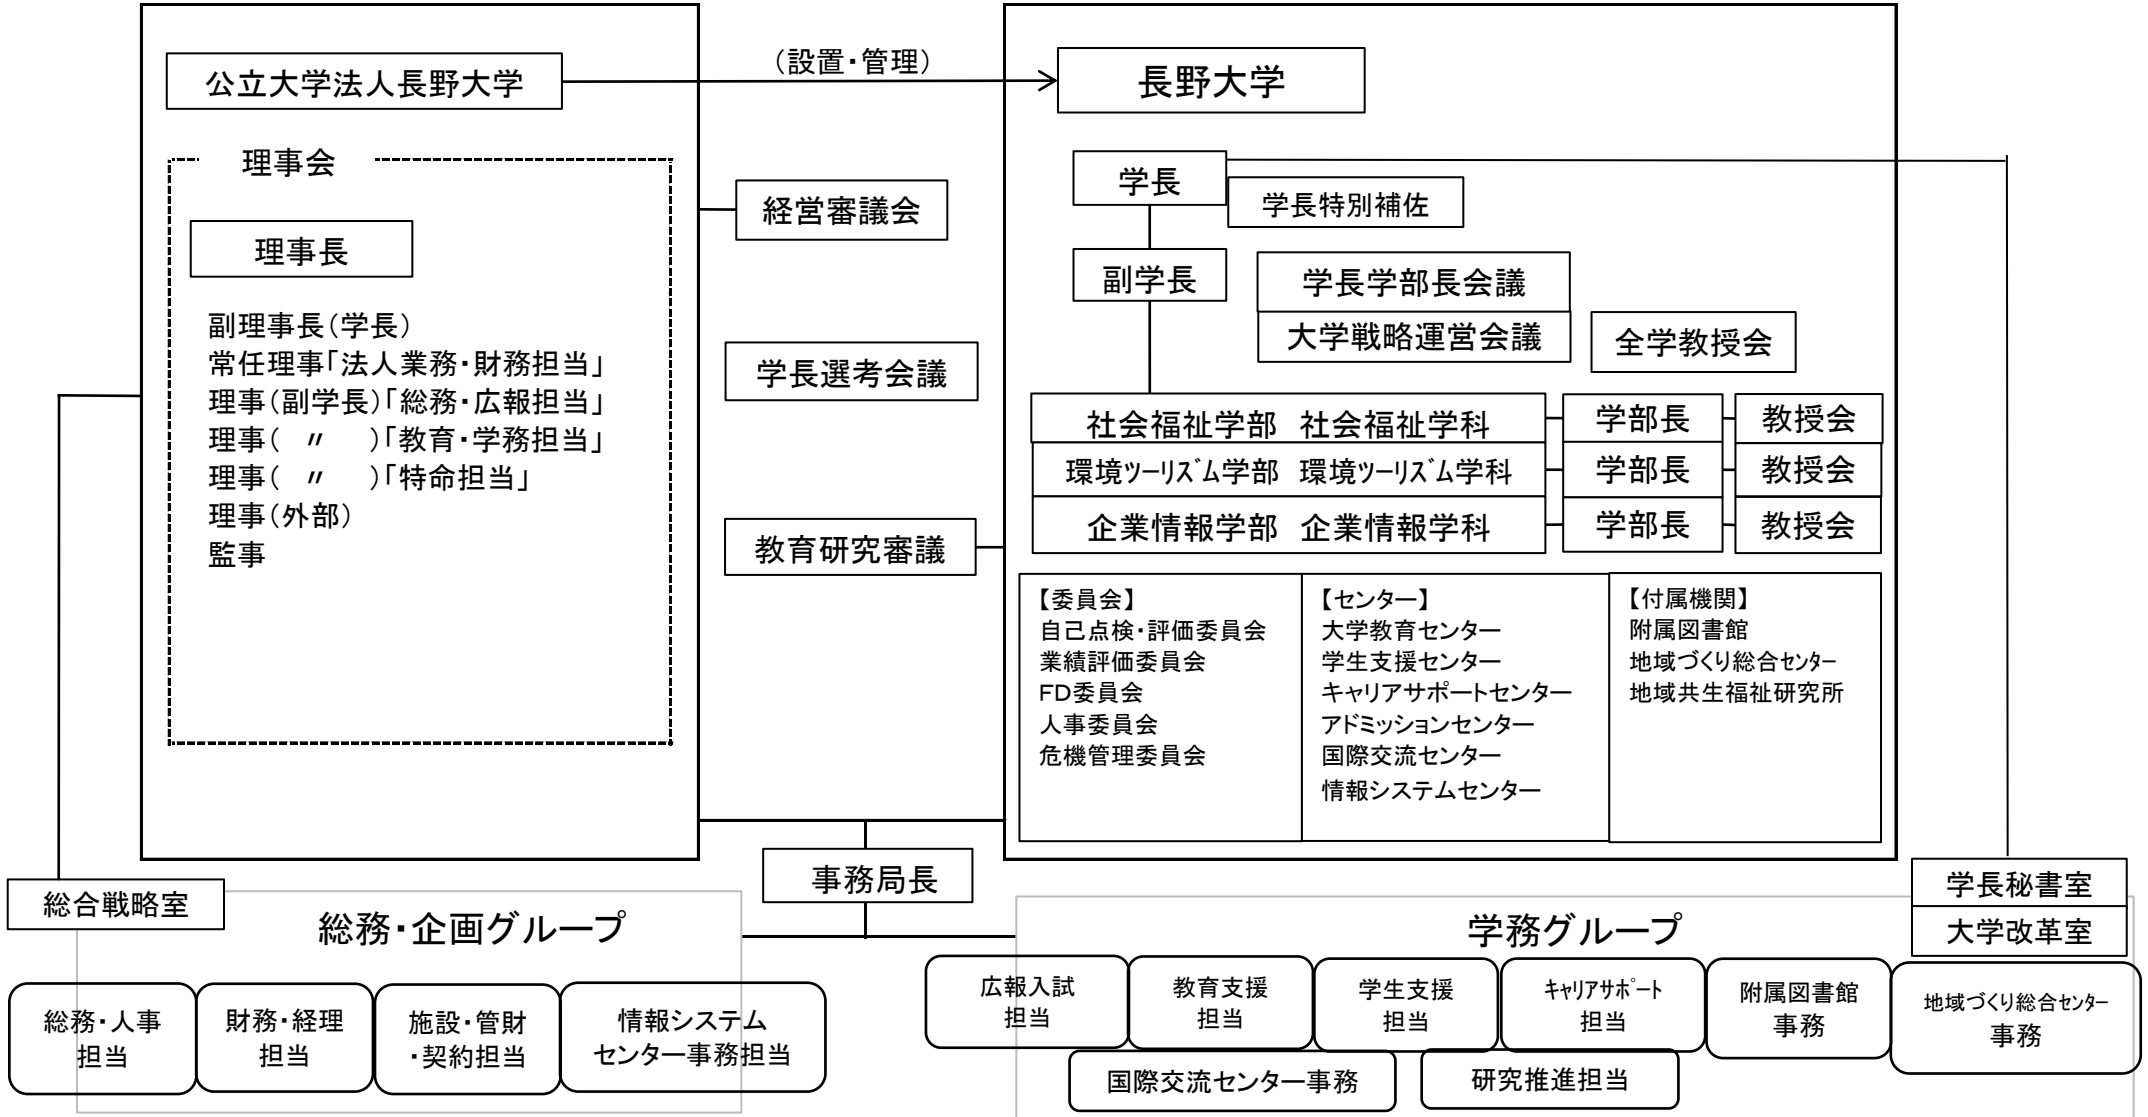 公立大学法人長野大学
(設置・管理)
長野大学
理事会
理事長
副理事長(学長)
常任理事「法人業務・財務担当」
理事(副学長)「総務・広報担当」
理事( 〃 )「教育・学務担当」
理事( 〃 )「特命担当」
理事(外部)
監事
経営審議会
学長選考会議
教育研究審議
学長
学長特別補佐
副学長
学長学部長会議
大学戦略運営会議
全学教授会
社会福祉学部 社会福祉学科
学部長
教授会
環境ツーリズム学部 環境ツーリズム学科
学部長
教授会
企業情報学部 企業情報学科
学部長
教授会
【委員会】
自己点検・評価委員会
業績評価委員会
FD委員会
人事委員会
危機管理委員会
【センター】
大学教育センター
学生支援センター
キャリアサポートセンター
アドミッションセンター
国際交流センター
情報システムセンター
【付属機関】
附属図書館
地域づくり総合センター
地域共生福祉研究所
事務局長
総合戦略室
総務・企画グループ
総務・人事
担当
財務・経理
担当
施設・管財
・契約担当
情報システム
センター事務担当
学長秘書室
大学改革室
学務グループ
広報入試
担当
教育支援
担当
学生支援
担当
キャリアサポート
担当
附属図書館
事務
地域づくり総合センター
事務
国際交流センター事務
研究推進担当